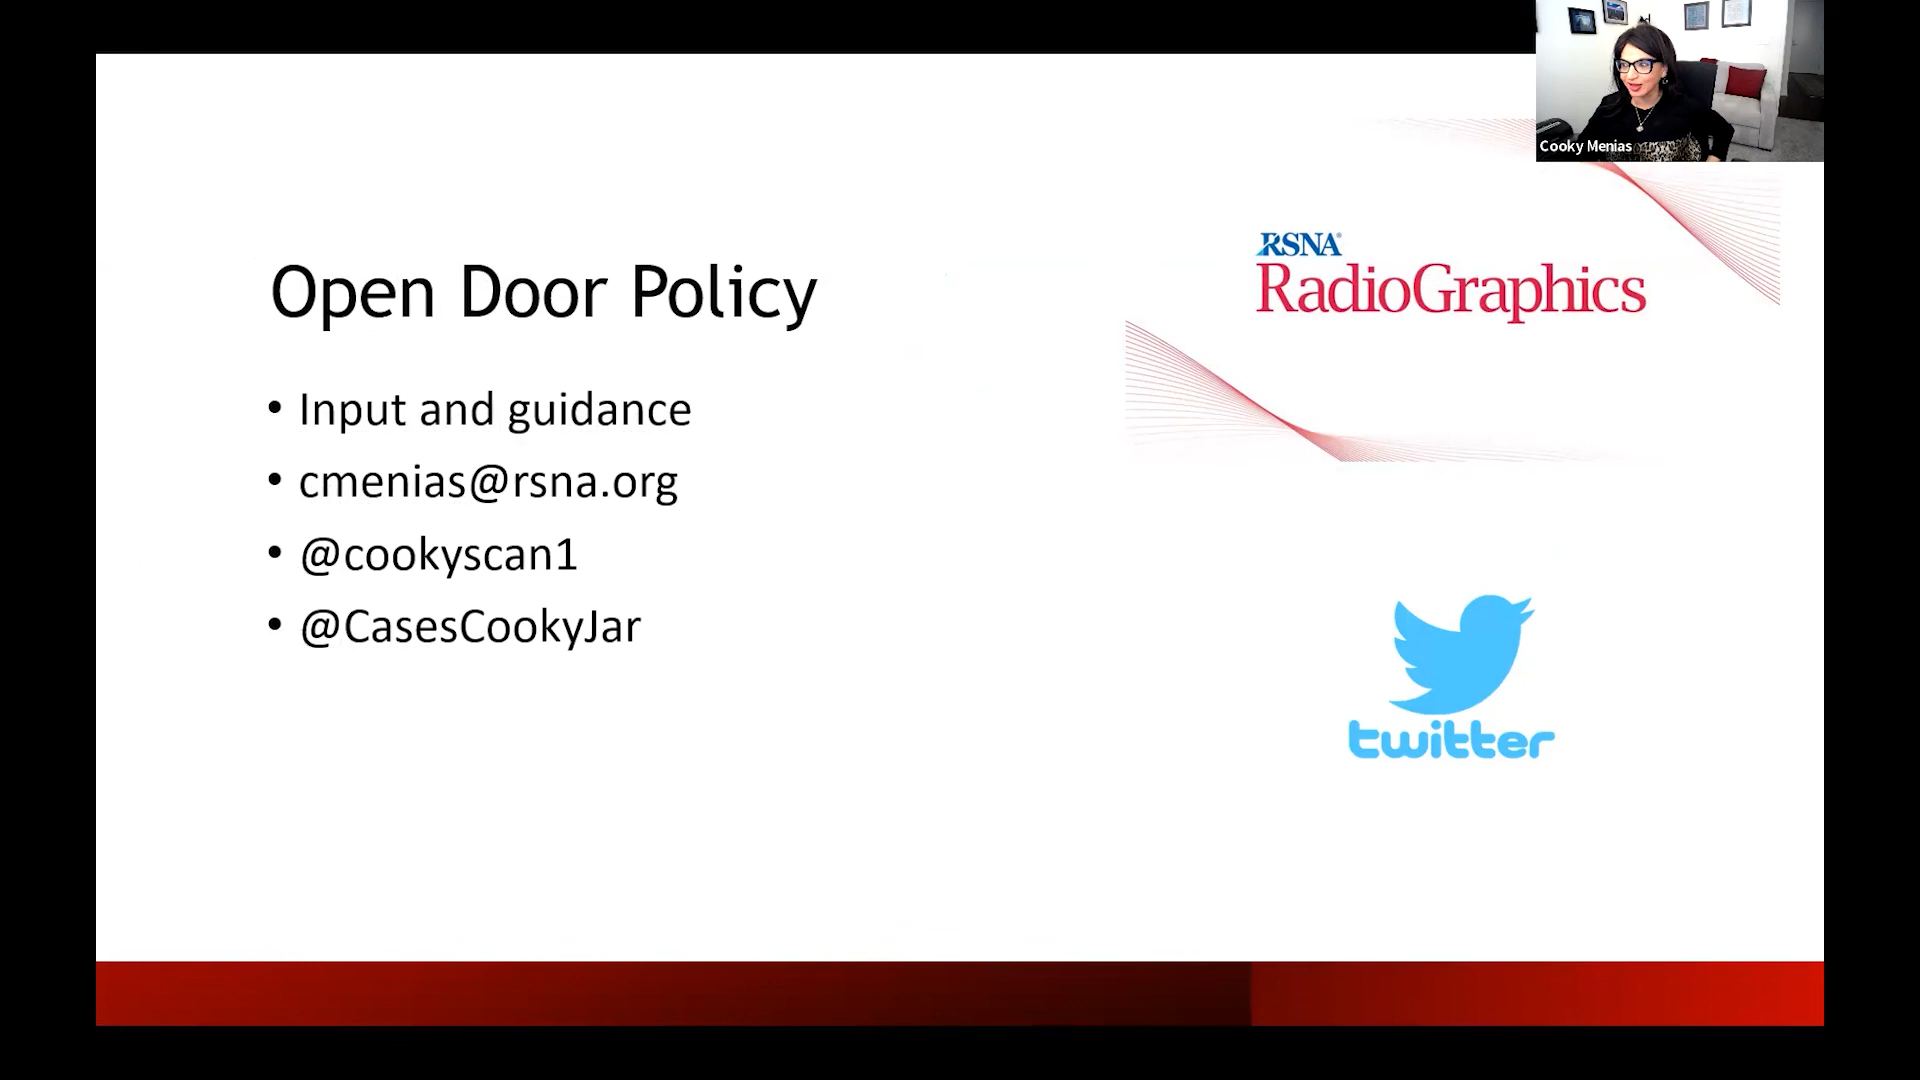 Cooky Menias
RSNA®
RadioGraphics
Open Door Policy
• Input and guidance
• cmenias@rsna.org
• @cookyscan1
• @CasesCookyJar
twitter